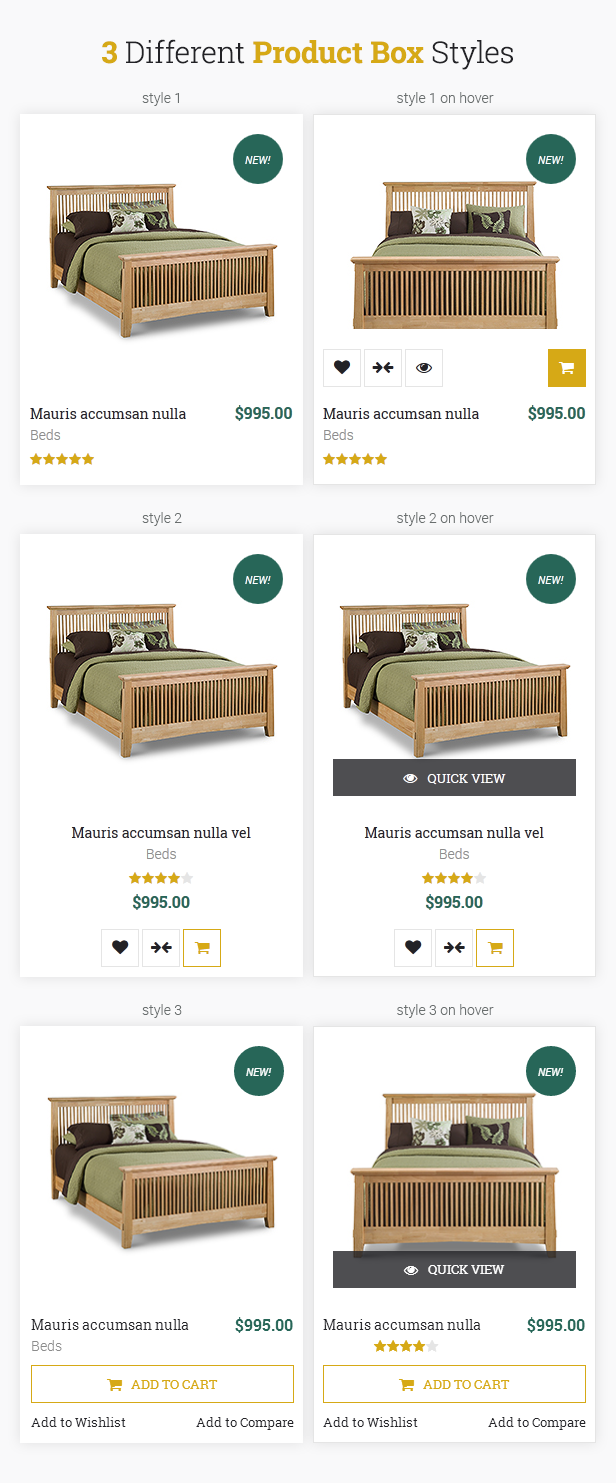 3 Different Product Box Styles
style 1
style 1 on hover
NEW!
NEW!
Mauris accumsan nulla $995.00
Beds
Mauris accumsan nulla $995.00
Beds
style 2
style 2 on hover
NEW!
NEW!
QUICK VIEW
Mauris accumsan nulla vel
Beds
$995.00
Mauris accumsan nulla vel
Beds
$995.00
style 3
style 3 on hover
NEW!
NEW!
QUICK VIEW
Mauris accumsan nulla $995.00
Beds
ADD TO CART
Add to Wishlist Add to Compare
Mauris accumsan nulla $995.00
ADD TO CART
Add to Wishlist Add to Compare